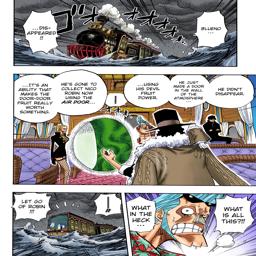 BLUENO
...
...DIS-
APPEARED
!!
HE DIDN'T
DISAPPEAR.
HE JUST
MADE A DOOR
IN THE WALL
OF THE
ATMOSPHERE
...USING HIS
DEVIL FRUIT
POWER.
HE'S GONE
TO COLLECT
NICO ROBIN
NOW USING
THE
AIR DOOR...
...IT'S AN
ABILITY THAT
MAKES THE
DOOR-DOOR
FRUIT REALLY
WORTH
SOMETHING.
!
WHAT IS
ALL THIS?!
WHAT IN
THE HECK
...
LET GO
OF ROBIN
!!!